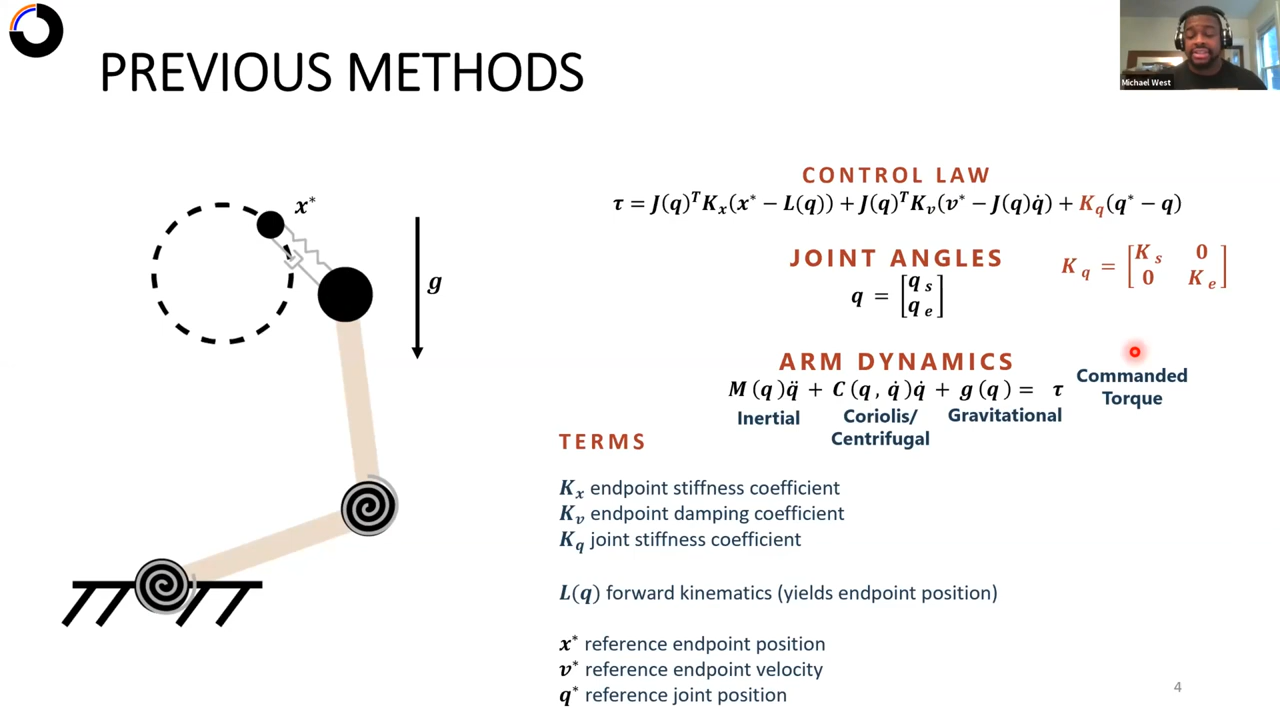 PREVIOUS METHODS
Michael West
x*
g
CONTROL LAW
τ = J(q)ᵀKₓ(x* − L(q)) + J(q)ᵀKᵥ(v* − J(q)q̇) + K_q(q* − q)
JOINT ANGLES
q = [q_s q_e]
K_q = [K_s 0
0 K_e]
ARM DYNAMICS
M(q)q̈ + C(q, q̇)q̇ + g(q) = τ
Commanded
Torque
Inertial
Coriolis/
Centrifugal
Gravitational
TERMS
Kₓ endpoint stiffness coefficient
Kᵥ endpoint damping coefficient
K_q joint stiffness coefficient
L(q) forward kinematics (yields endpoint position)
x* reference endpoint position
v* reference endpoint velocity
q* reference joint position
4